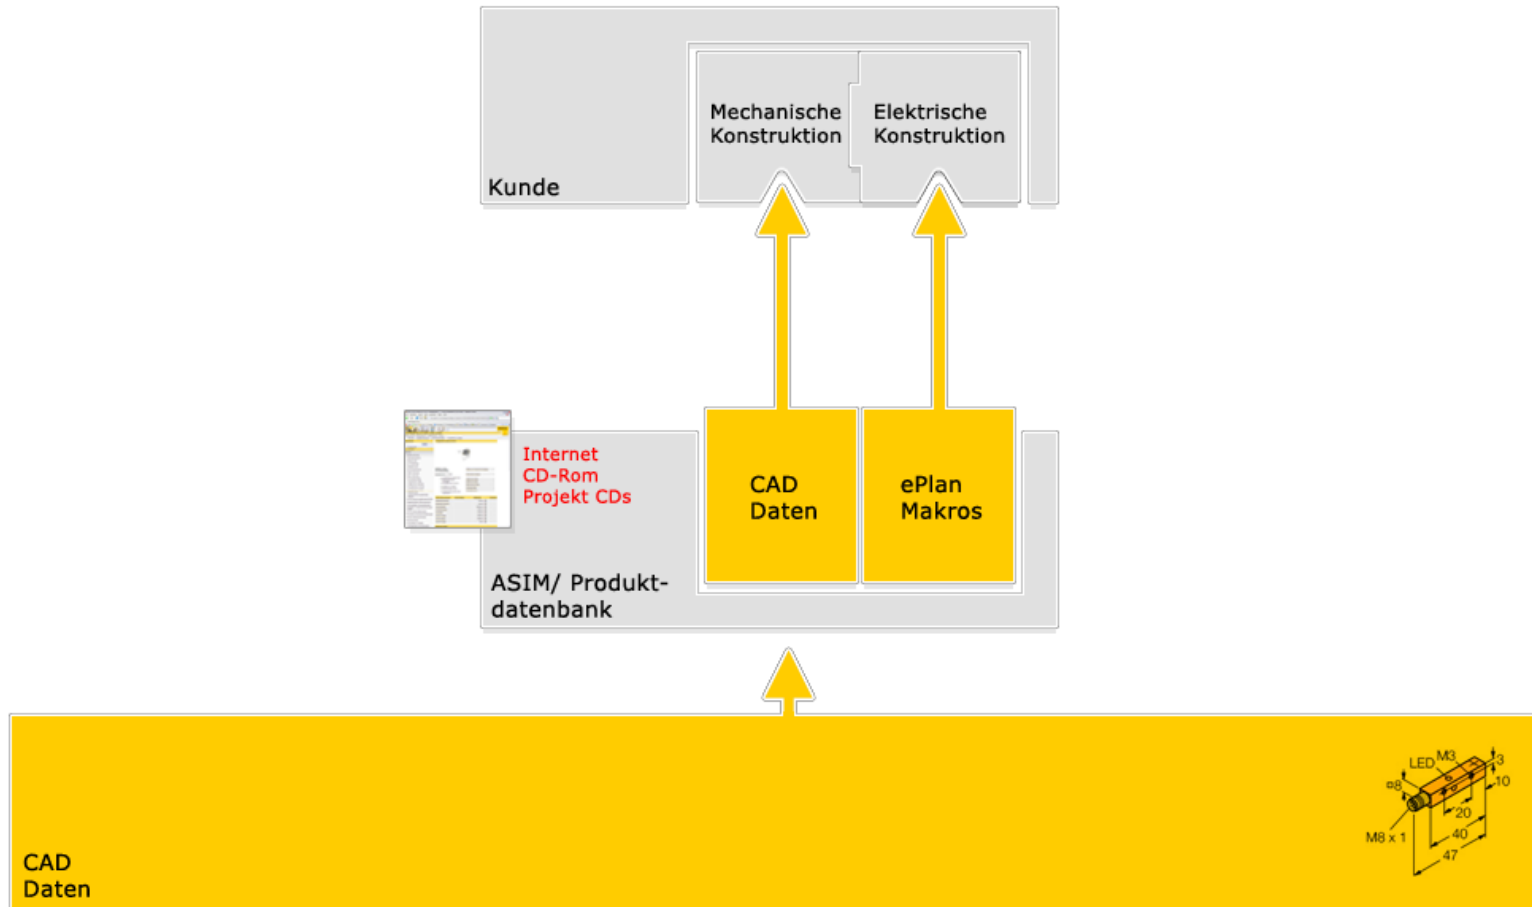 Mechanische
Konstruktion
Elektrische
Konstruktion
Kunde
Internet
CD-Rom
Projekt CDs
CAD
Daten
ePlan
Makros
ASIM/ Produkt-
datenbank
LED
M3
3
¤8
10
20
M8 x 1
40
47
CAD
Daten